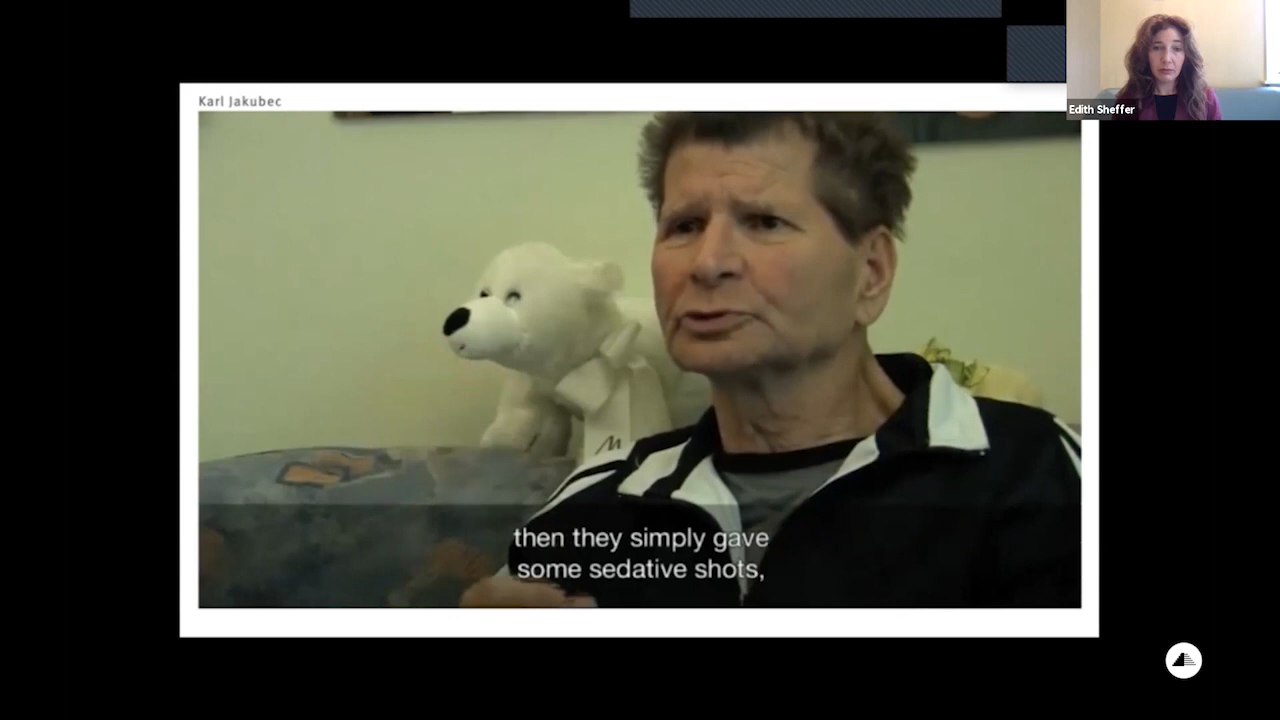 Karl Jakubec
Edith Sheffer
then they simply gave
some sedative shots,